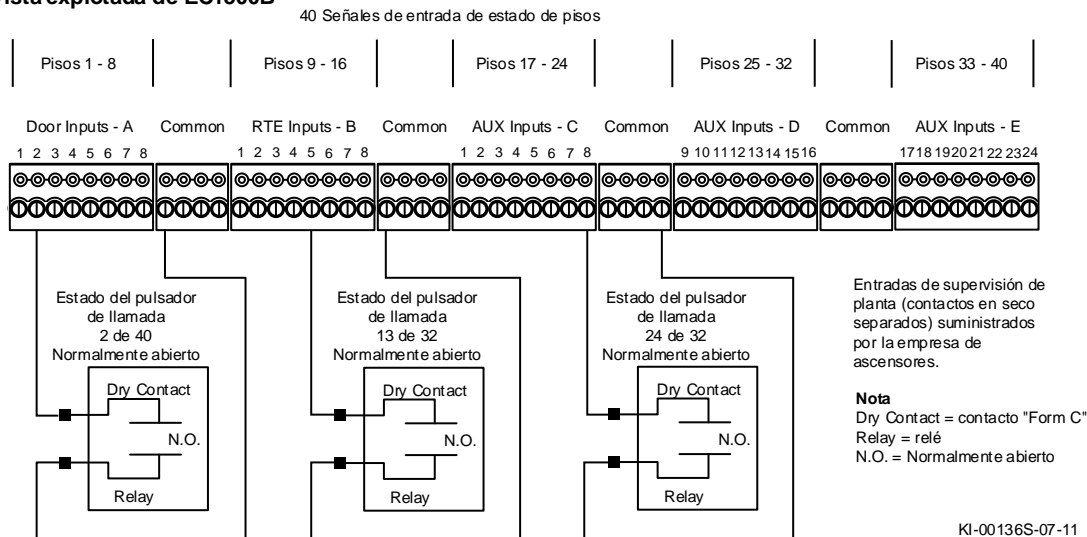 explotada de EC1500B
40 Señales de entrada de estado de pisos
Pisos 1 - 8
Pisos 9 - 16
Pisos 17 - 24
Pisos 25 - 32
Pisos 33 - 40
Door Inputs - A Common RTE Inputs - B Common AUX Inputs - C Common AUX Inputs - D Common AUX Inputs - E
1 2 3 4 5 6 7 8
1 2 3 4 5 6 7 8
1 2 3 4 5 6 7 8
9 10 11 12 13 14 15 16
17 18 19 20 21 22 23 24
Estado del pulsador
de llamada
2 de 40
Normalmente abierto
Dry Contact
N.O.
Relay
Estado del pulsador
de llamada
13 de 32
Normalmente abierto
Dry Contact
N.O.
Relay
Estado del pulsador
de llamada
24 de 32
Normalmente abierto
Dry Contact
N.O.
Relay
Entradas de supervisión de
planta (contactos en seco
separados) suministrados
por la empresa de
ascensores.
Nota
Dry Contact = contacto "Form C"
Relay = relé
N.O. = Normalmente abierto
KI-00136S-07-11